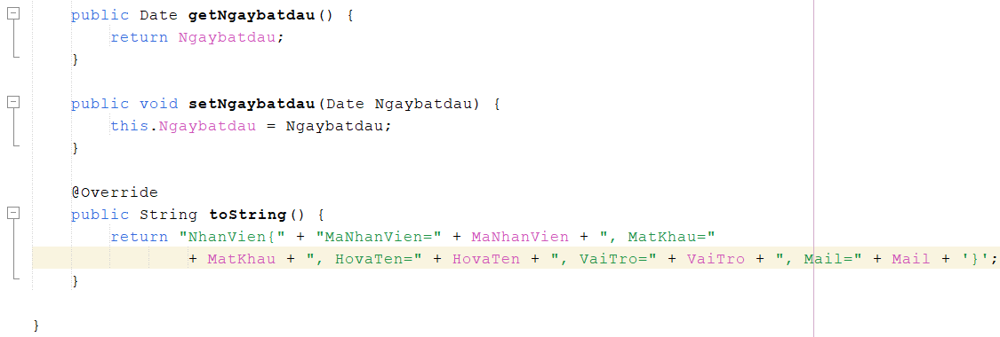 public Date getNgaybatdau() {
return Ngaybatdau;
}
public void setNgaybatdau(Date Ngaybatdau) {
this.Ngaybatdau = Ngaybatdau;
}
@Override
public String toString() {
return "NhanVien{" + "MaNhanVien=" + MaNhanVien + ", MatKhau="
+ MatKhau + ", HovaTen=" + HovaTen + ", VaiTro=" + VaiTro + ", Mail=" + Mail + '}';
}
}